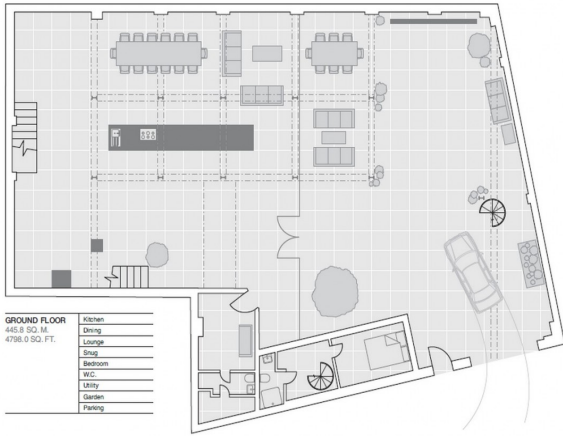 GROUND FLOOR
445.8 SQ. M.
4798.0 SQ. FT.
Kitchen
Dining
Lounge
Snug
Bedroom
W.C.
Utility
Garden
Parking